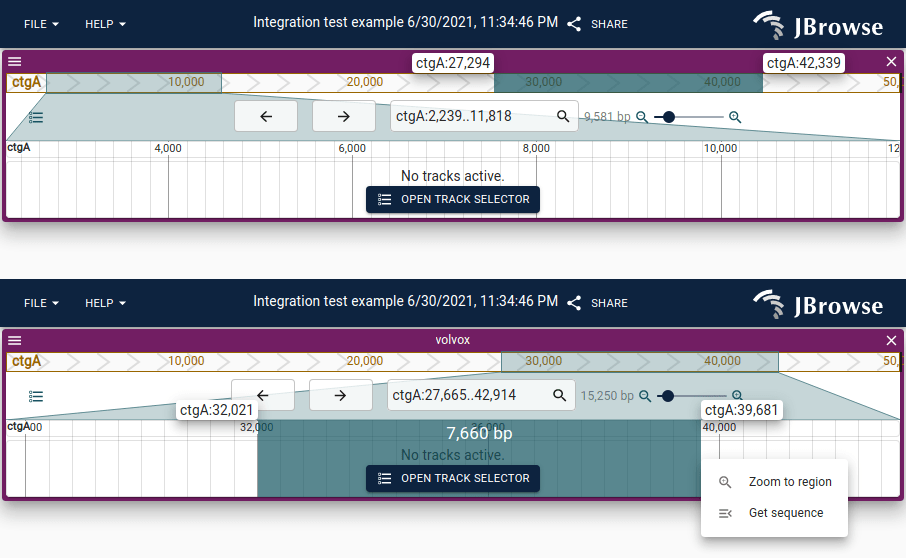 FILE HELP Integration test example 6/30/2021, 11:34:46 PM SHARE JBrowse
ctgA:27,294 ctgA:42,339
ctgA 10,000 20,000 30,000 40,000 50,
ctgA:2,239..11,818 9,581 bp
ctgA 4,000 6,000 8,000 10,000 12
No tracks active.
OPEN TRACK SELECTOR
FILE HELP Integration test example 6/30/2021, 11:34:46 PM SHARE JBrowse
volvox
ctgA 10,000 20,000 30,000 40,000 50,
ctgA:27,665..42,914 15,250 bp
ctgA:32,021 ctgA:39,681
ctgA 00 32,000 36,000 40,000
7,660 bp
No tracks active.
OPEN TRACK SELECTOR
Zoom to region
Get sequence